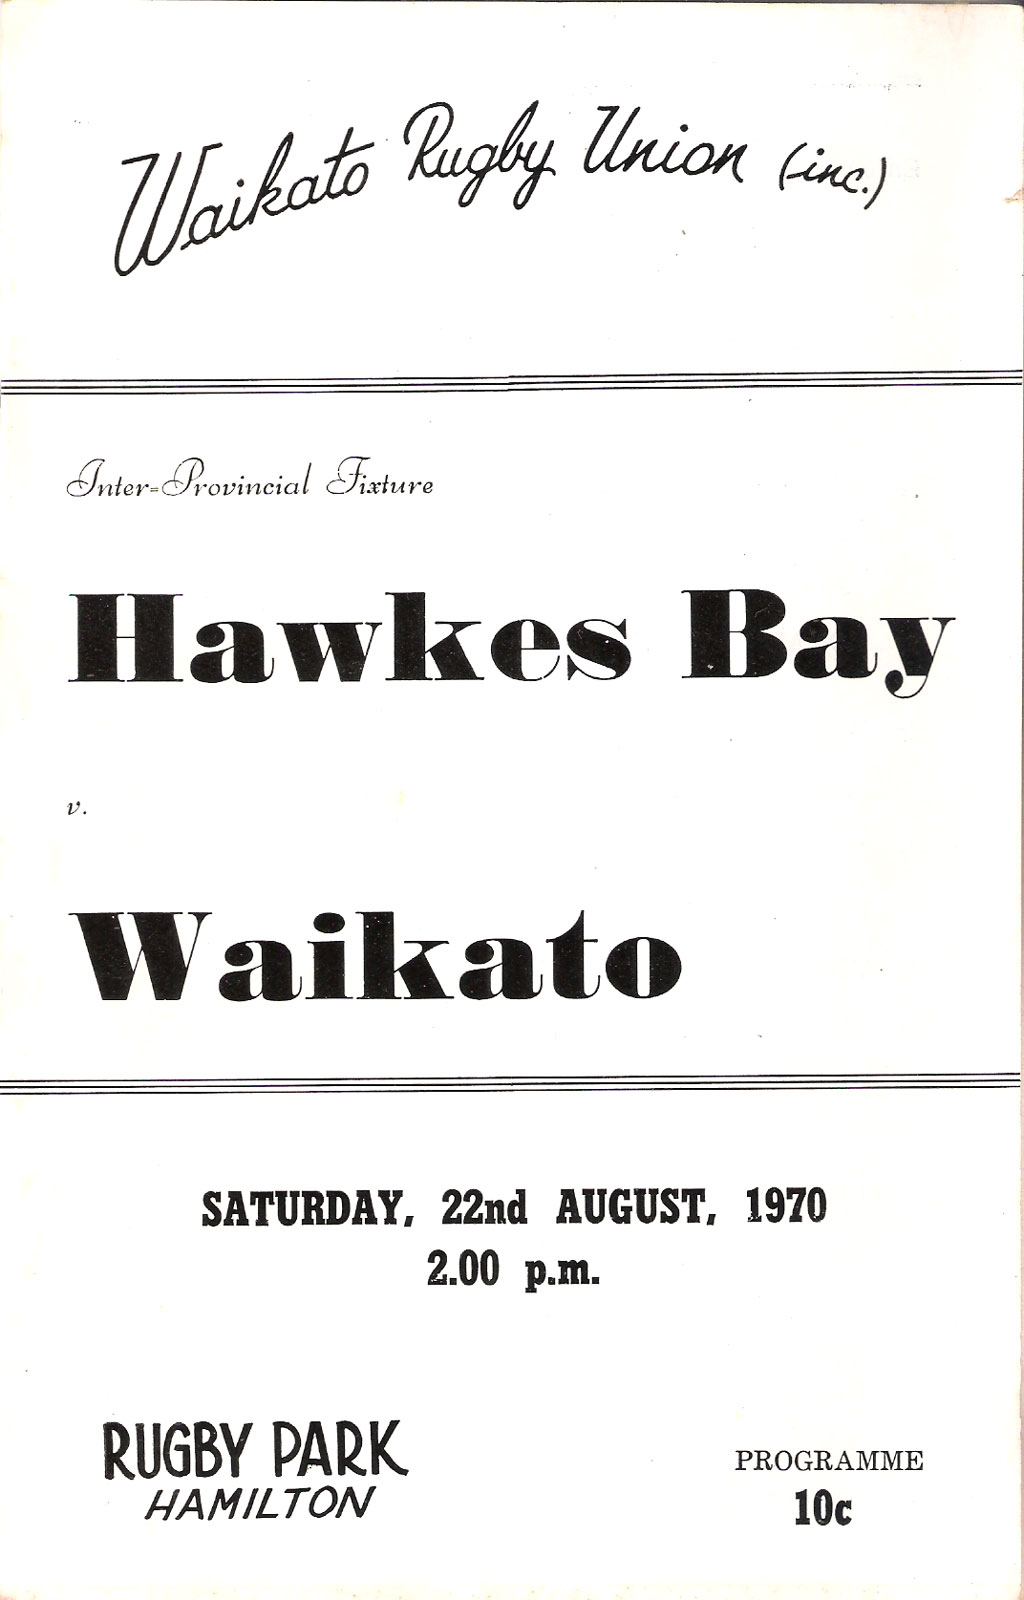 Waikato Rugby Union (inc.)
Inter-Provincial Fixture
Hawkes Bay
v.
Waikato
SATURDAY, 22nd AUGUST, 1970
2.00 p.m.
RUGBY PARK
HAMILTON
PROGRAMME
10c